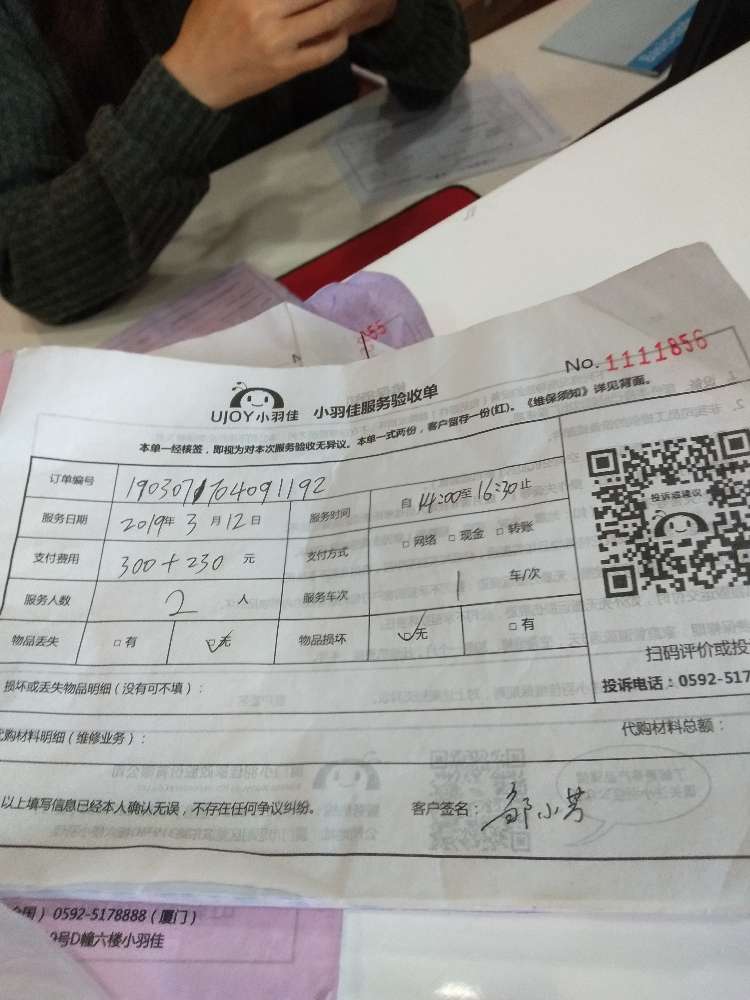 No. 1111856
UJOY小羽佳 小羽佳服务验收单
本单一经核签，即视为对本次服务验收无异议。本单一式两份，客户留存一份(红)。《维保须知》详见背面。
订单编号 190307 104091192
服务日期 2019年 3 月 12 日 服务时间 自 14:00 至 16:30 止
支付费用 300+230 元 支付方式 □ 网络 □ 现金 □ 转账
服务人数 2 人 服务车次 1 车/次
物品丢失 □ 有 ☑ 无 物品损坏 ☑ 无 □ 有
投诉或建议
扫码评价或投
投诉电话：0592-517
损坏或丢失物品明细（没有可不填）：
代购材料明细（维修业务）： 代购材料总额：
以上填写信息已经本人确认无误，不存在任何争议纠纷。 客户签名：邹小芳
国） 0592-5178888（厦门）
9号D幢六楼小羽佳